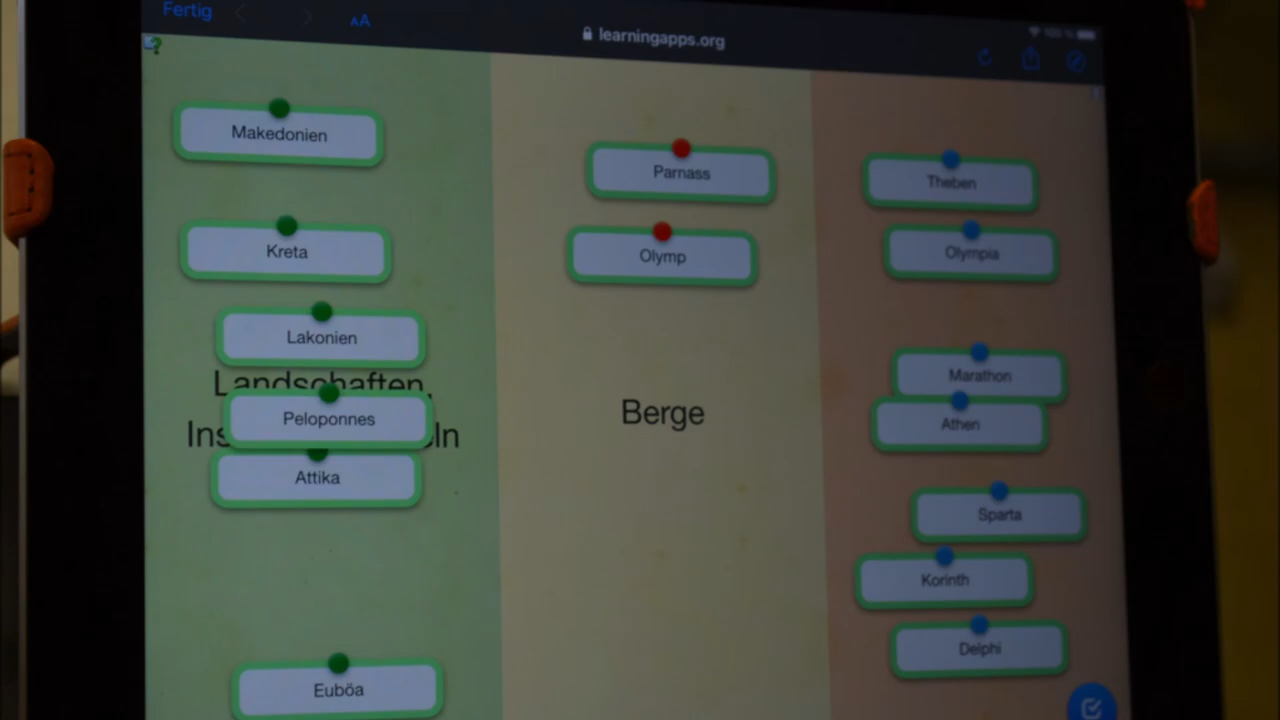 Fertig
AA
learningapps.org
Makedonien
Kreta
Lakonien
Landschaften,
Peloponnes
Attika
Euböa
Parnass
Olymp
Berge
Theben
Olympia
Marathon
Athen
Sparta
Korinth
Delphi